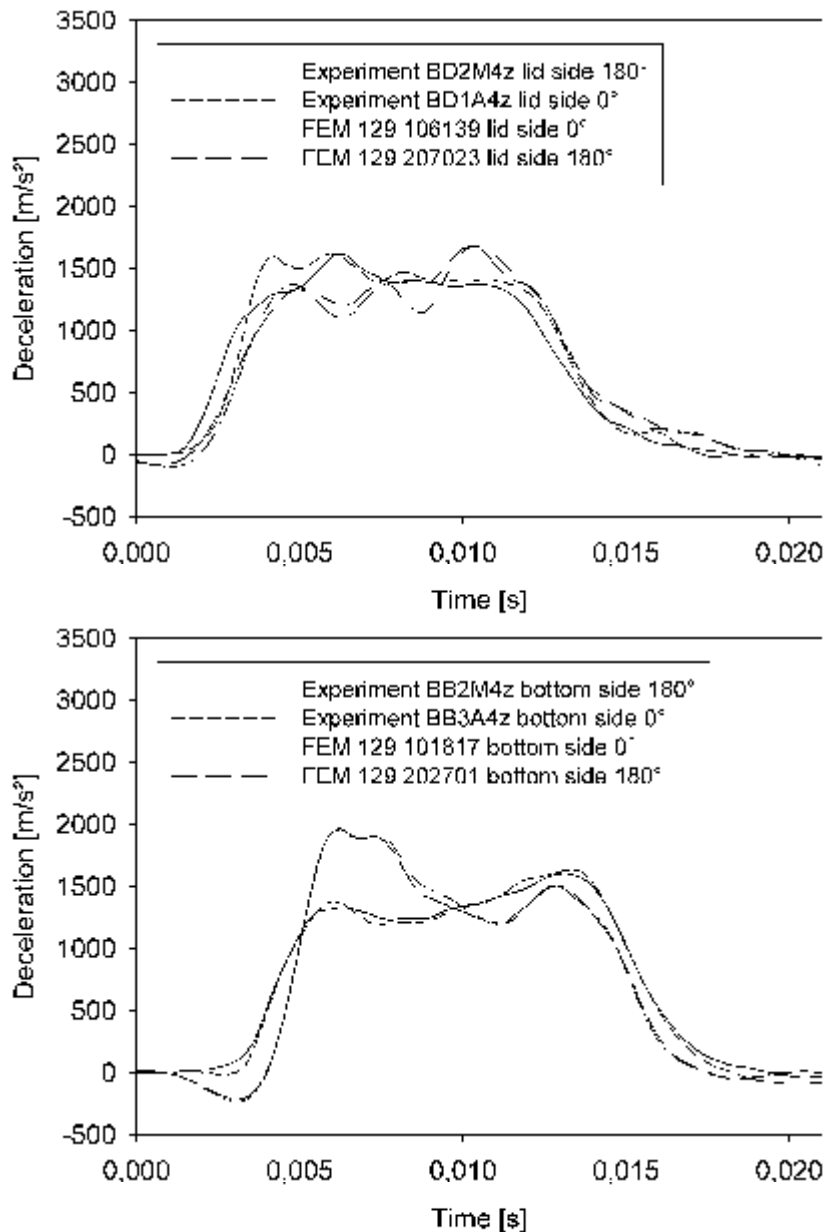 3500
3000
2500
2000
1500
1000
500
0
-500
Deceleration [m/s²]
Experiment BD2M4z lid side 180°
Experiment BD1A4z lid side 0°
FEM 129 106139 lid side 0°
FEM 129 207023 lid side 180°
0,000 0,005 0,010 0,015 0,020
Time [s]
3500
3000
2500
2000
1500
1000
500
0
-500
Deceleration [m/s²]
Experiment BB2M4z bottom side 180°
Experiment BB3A4z bottom side 0°
FEM 129 101817 bottom side 0°
FEM 129 202701 bottom side 180°
0,000 0,005 0,010 0,015 0,020
Time [s]